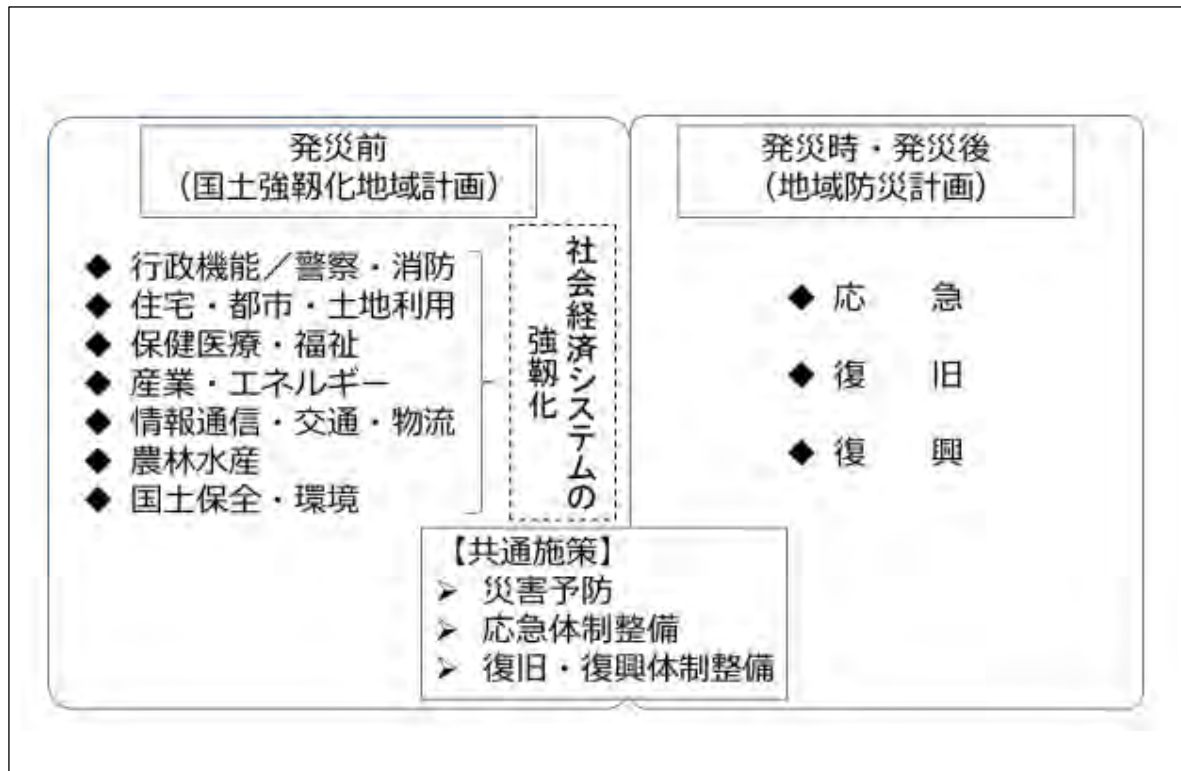 発災前
（国土強靱化地域計画）
◆ 行政機能／警察・消防
◆ 住宅・都市・土地利用
◆ 保健医療・福祉
◆ 産業・エネルギー
◆ 情報通信・交通・物流
◆ 農林水産
◆ 国土保全・環境
社会経済システムの
強靱化
発災時・発災後
（地域防災計画）
◆ 応　　急
◆ 復　　旧
◆ 復　　興
【共通施策】
➢ 災害予防
➢ 応急体制整備
➢ 復旧・復興体制整備